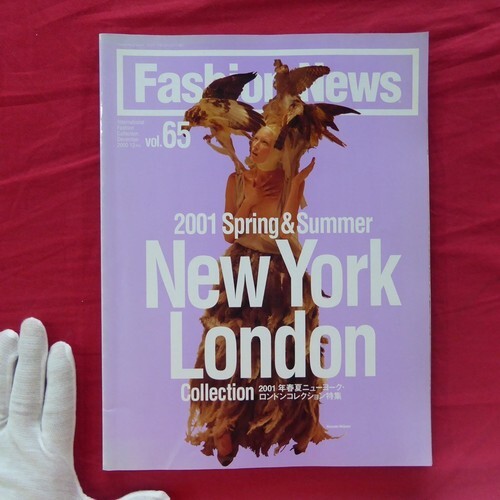 Fashion News
vol.65
2001 Spring & Summer
New York
London
Collection
2001年春夏ニューヨーク・
ロンドンコレクション特集